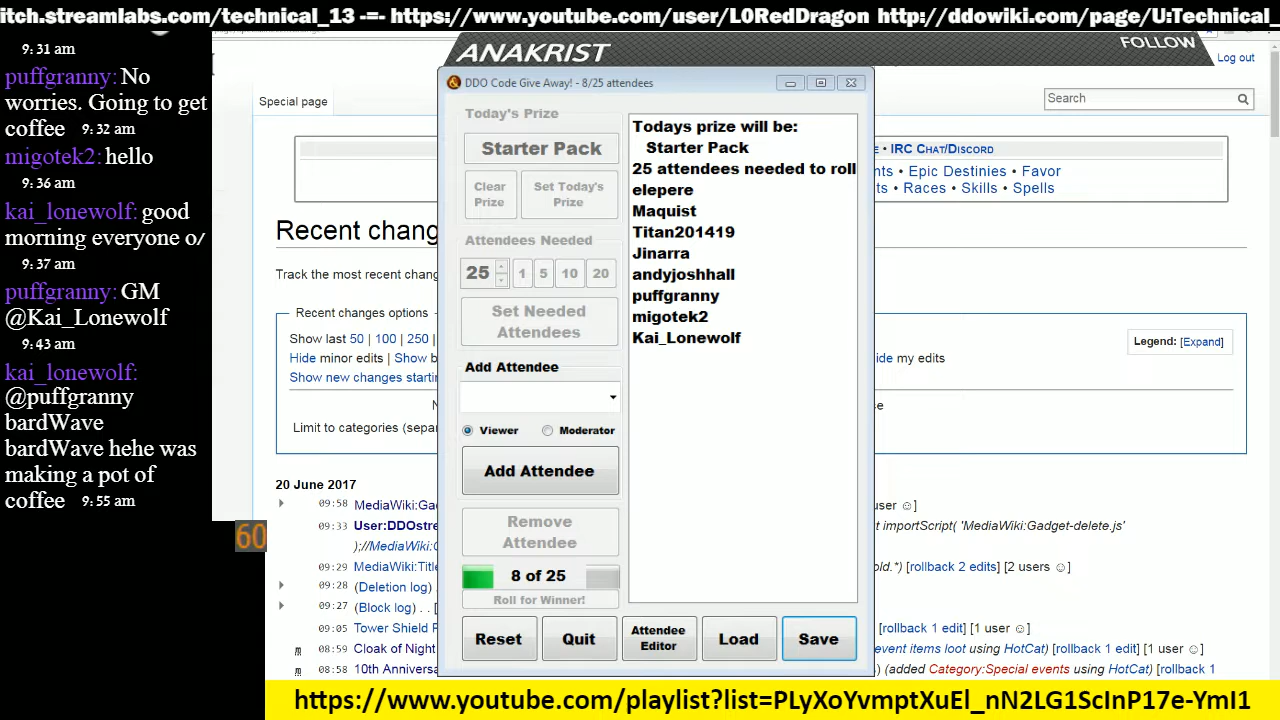 itch.streamlabs.com/technical_13 -=- https://www.youtube.com/user/L0RedDragon http://ddowiki.com/page/U:Technical_
9:31 am
puffgranny: No
worries. Going to get
coffee 9:32 am
migotek2: hello
9:36 am
kai_lonewolf: good
morning everyone o/
9:37 am
puffgranny: GM
@Kai_Lonewolf
9:43 am
kai_lonewolf:
@puffgranny
bardWave
bardWave hehe was
making a pot of
coffee 9:55 am
60
ANAKRIST
FOLLOW
Log out
Special page
Search
IRC Chat/Discord
nts • Epic Destinies • Favor
ts • Races • Skills • Spells
Recent chang
Track the most recent chang
Recent changes options
Show last 50 | 100 | 250 |
Hide minor edits | Show b
ide my edits
Show new changes startin
Legend: [Expand]
Limit to categories (sepa
20 June 2017
09:58 MediaWiki:Ga
user ☺]
09:33 User:DDOstre
t importScript( 'MediaWiki:Gadget-delete.js'
);//MediaWiki:G
09:29 MediaWiki:Title
old.*) [rollback 2 edits] [2 users ☺]
09:28 (Deletion log) . .
09:27 (Block log) . . [
09:05 Tower Shield P
[rollback 1 edit] [1 user ☺]
m 08:59 Cloak of Night
event items loot using HotCat) [rollback 1 edit] [1 user ☺]
m 08:58 10th Anniversa
) (added Category:Special events using HotCat) [rollback 1
DDO Code Give Away! - 8/25 attendees
Today's Prize
Starter Pack
Clear
Prize
Set Today's
Prize
Attendees Needed
25 1 5 10 20
Set Needed
Attendees
Add Attendee
Viewer Moderator
Add Attendee
Remove
Attendee
8 of 25
Roll for Winner!
Todays prize will be:
Starter Pack
25 attendees needed to roll
elepere
Maquist
Titan201419
Jinarra
andyjoshhall
puffgranny
migotek2
Kai_Lonewolf
Reset Quit Attendee
Editor Load Save
https://www.youtube.com/playlist?list=PLyXoYvmptXuEl_nN2LG1ScInP17e-YmI1